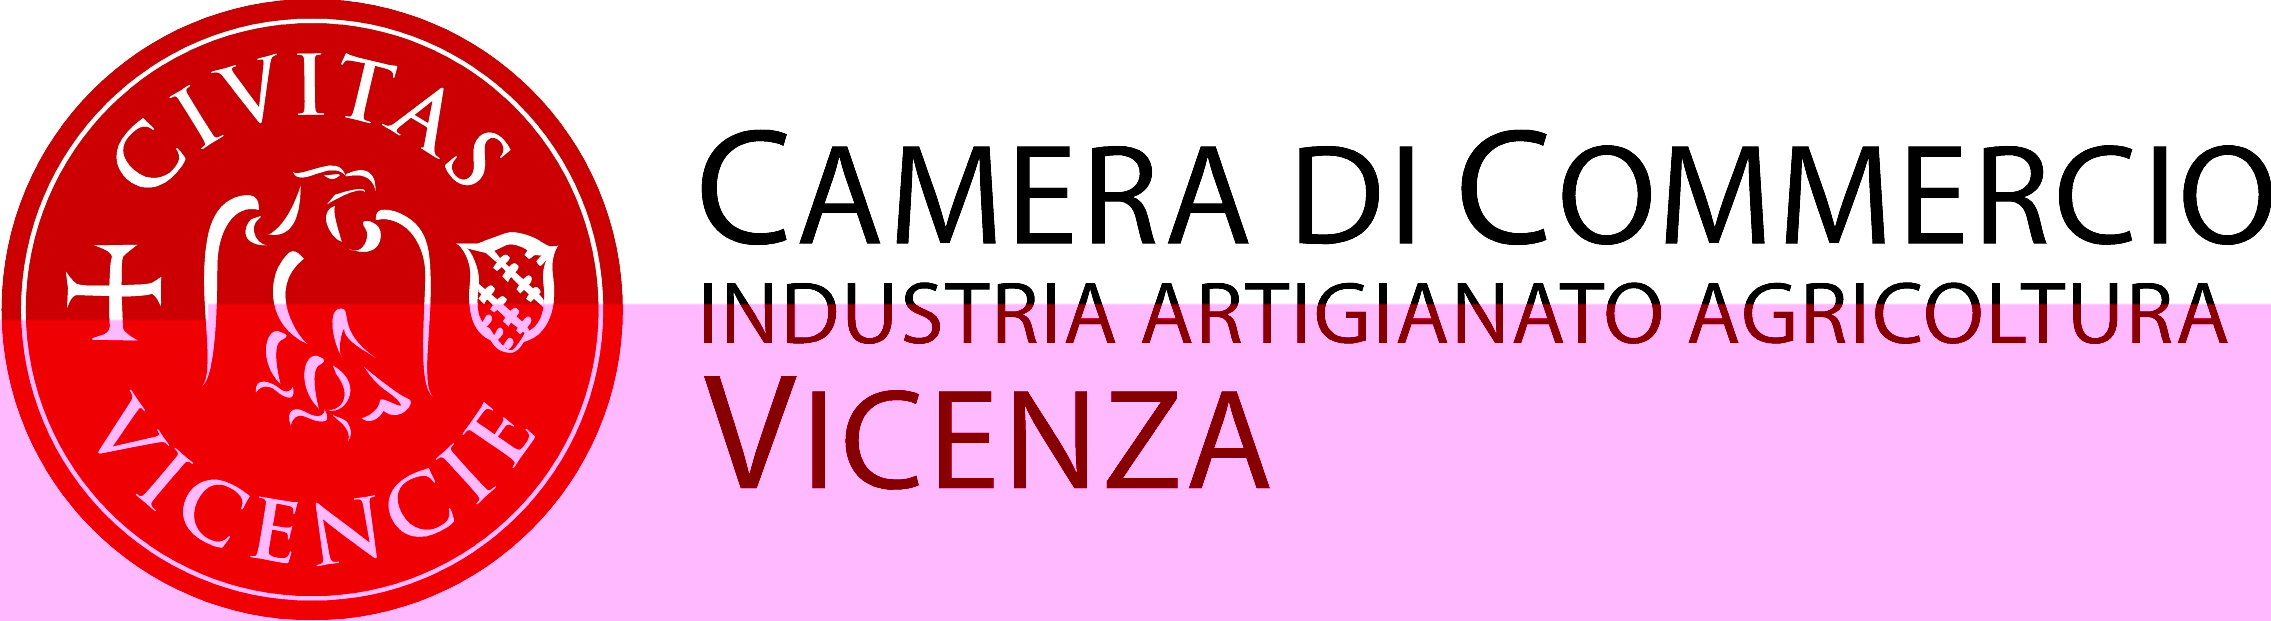 CIVITAS
VICENCIE
CAMERA DI COMMERCIO
INDUSTRIA ARTIGIANATO AGRICOLTURA
VICENZA